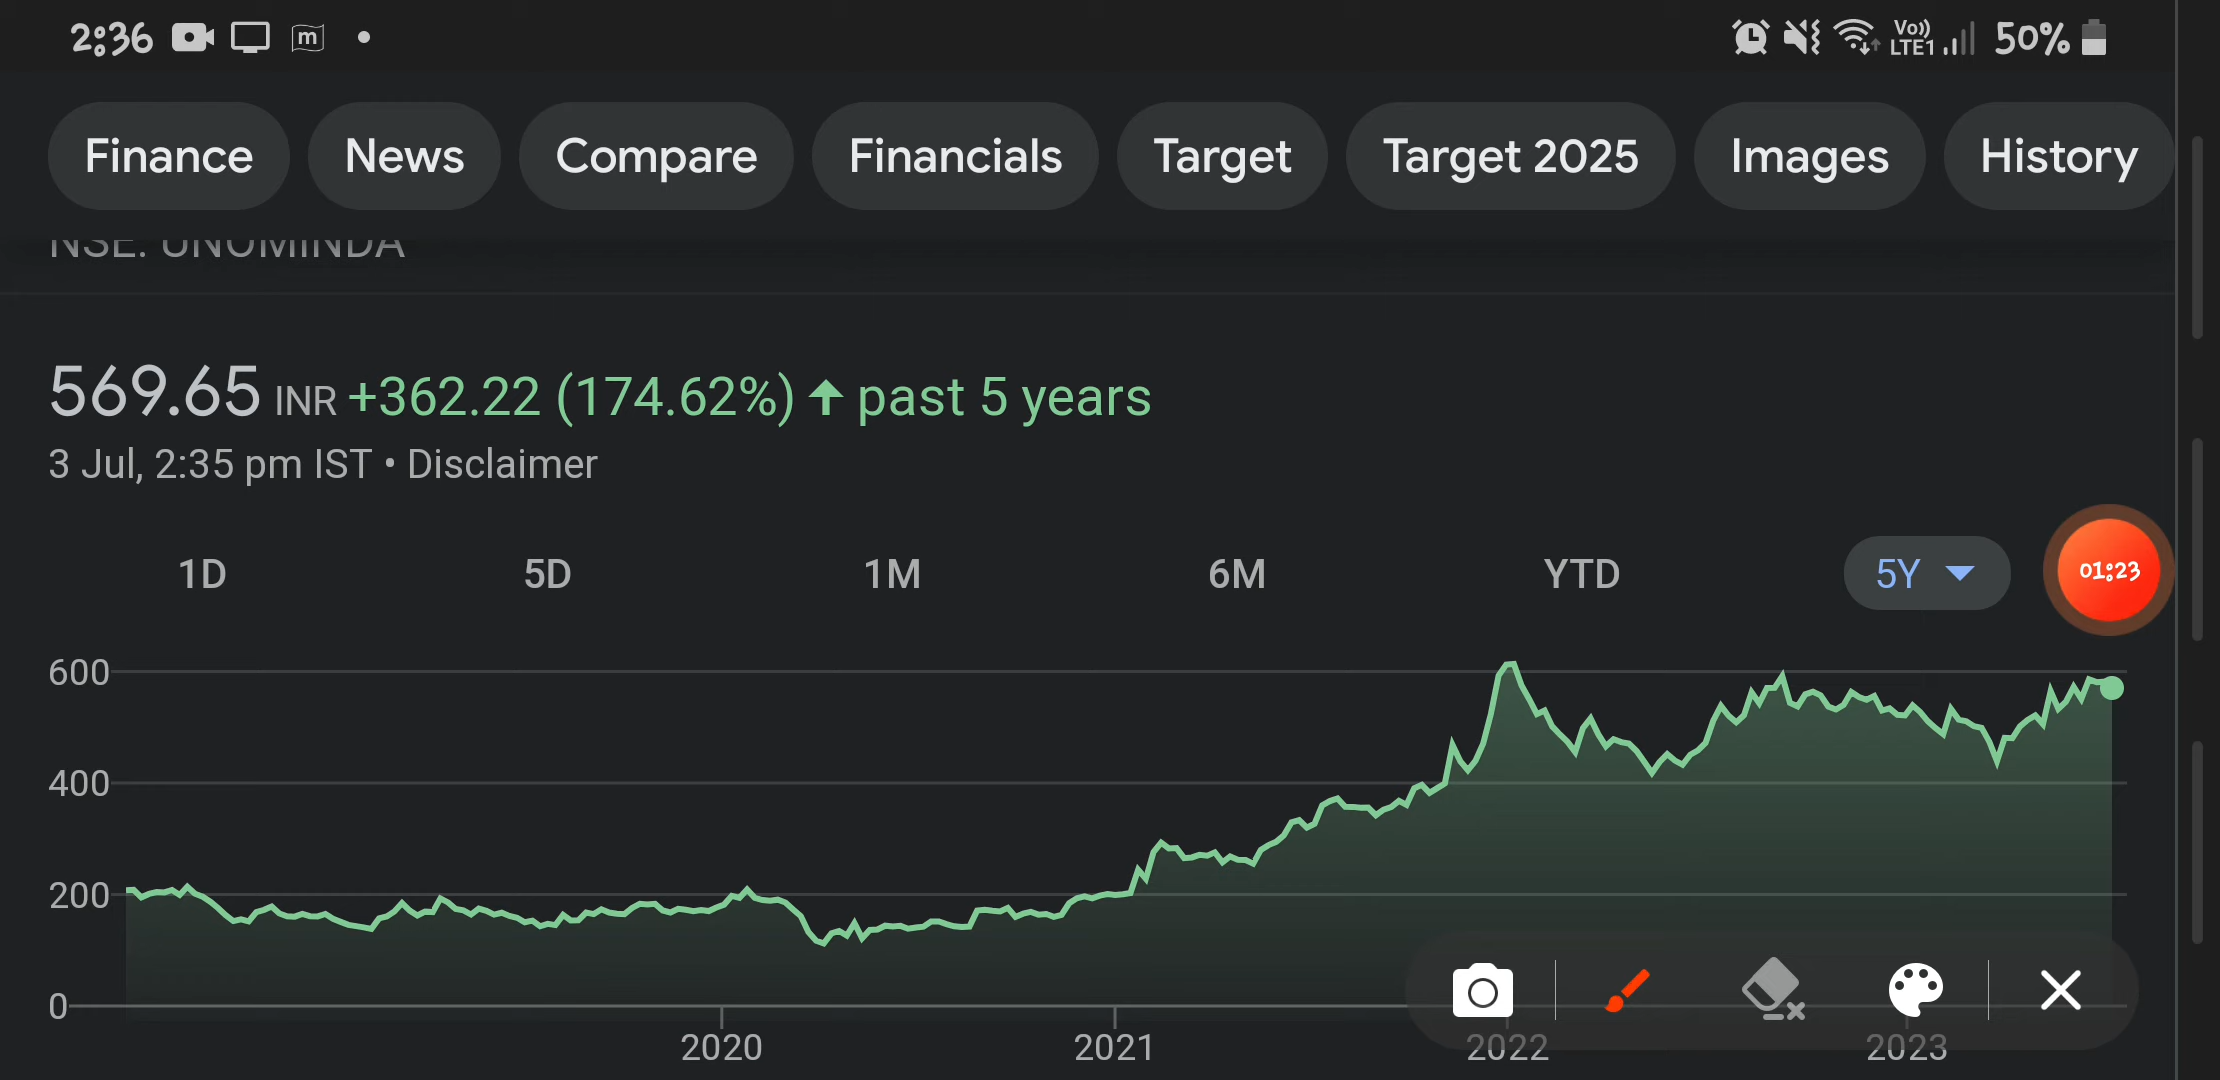 2:36 m Vo)) LTE1 50%
Finance News Compare Financials Target Target 2025 Images History
NSE: UNOMINDA
569.65 INR +362.22 (174.62%) ↑ past 5 years
3 Jul, 2:35 pm IST • Disclaimer
1D 5D 1M 6M YTD 5Y 01:23
600
400
200
0
2020 2021 2022 2023